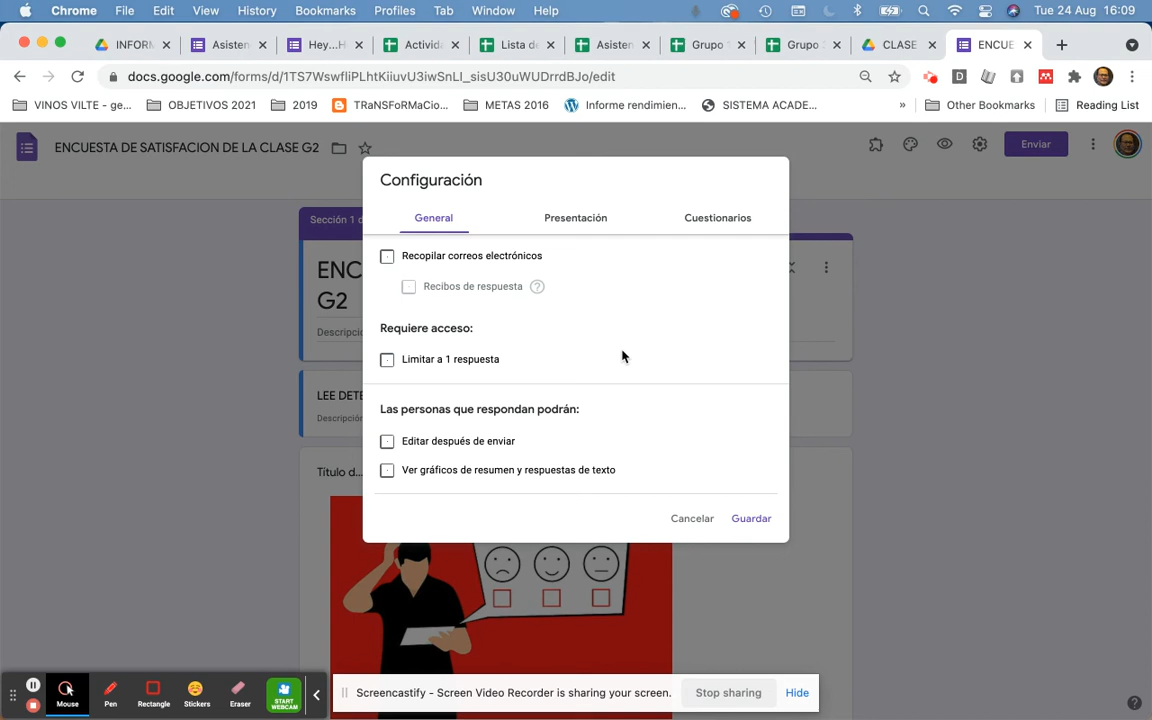 Chrome File Edit View History Bookmarks Profiles Tab Window Help Tue 24 Aug 16:09
INFOR Asisten Hey...H Activida Lista de Asisten Grupo Grupo CLASE ENCUE
docs.google.com/forms/d/1TS7WswfliPLhtKiiuvU3iwSnLI_sisU30uWUDrrdBJo/edit
VINOS VILTE - ge... OBJETIVOS 2021 2019 TRaNSFoRMaCio... METAS 2016 Informe rendimien... SISTEMA ACADE... » Other Bookmarks Reading List
ENCUESTA DE SATISFACION DE LA CLASE G2 Enviar
Sección 1 d
ENC
G2
Descripció
LEE DETE
Descripció
Título d...
Configuración
General Presentación Cuestionarios
Recopilar correos electrónicos
Recibos de respuesta ?
Requiere acceso:
Limitar a 1 respuesta
Las personas que respondan podrán:
Editar después de enviar
Ver gráficos de resumen y respuestas de texto
Cancelar Guardar
Mouse Pen Rectangle Stickers Eraser START WEBCAM
Screencastify - Screen Video Recorder is sharing your screen. Stop sharing Hide